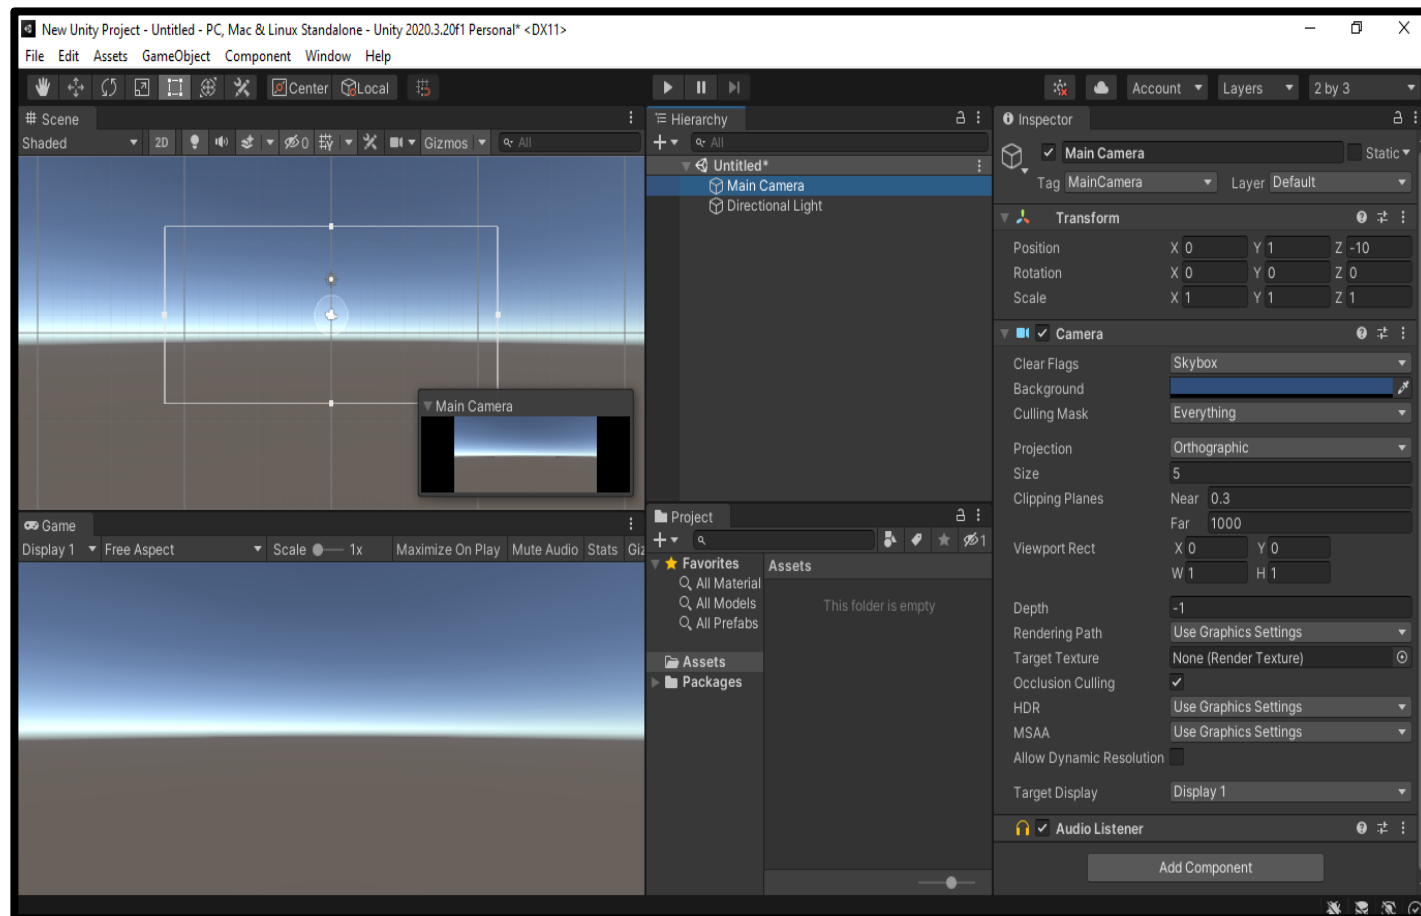 New Unity Project - Untitled - PC, Mac & Linux Standalone - Unity 2020.3.20f1 Personal* <DX11>
File Edit Assets GameObject Component Window Help
Center Local
Account Layers 2 by 3
Scene
Shaded 2D 0 Gizmos All
Main Camera
Game
Display 1 Free Aspect Scale 1x Maximize On Play Mute Audio Stats Giz
Hierarchy
All
Untitled*
Main Camera
Directional Light
Project
1
Favorites
All Material
All Models
All Prefabs
Assets
Packages
Assets
This folder is empty
Inspector
Main Camera Static
Tag MainCamera Layer Default
Transform
Position X 0 Y 1 Z -10
Rotation X 0 Y 0 Z 0
Scale X 1 Y 1 Z 1
Camera
Clear Flags Skybox
Background
Culling Mask Everything
Projection Orthographic
Size 5
Clipping Planes Near 0.3
Far 1000
Viewport Rect X 0 Y 0
W 1 H 1
Depth -1
Rendering Path Use Graphics Settings
Target Texture None (Render Texture)
Occlusion Culling
HDR Use Graphics Settings
MSAA Use Graphics Settings
Allow Dynamic Resolution
Target Display Display 1
Audio Listener
Add Component